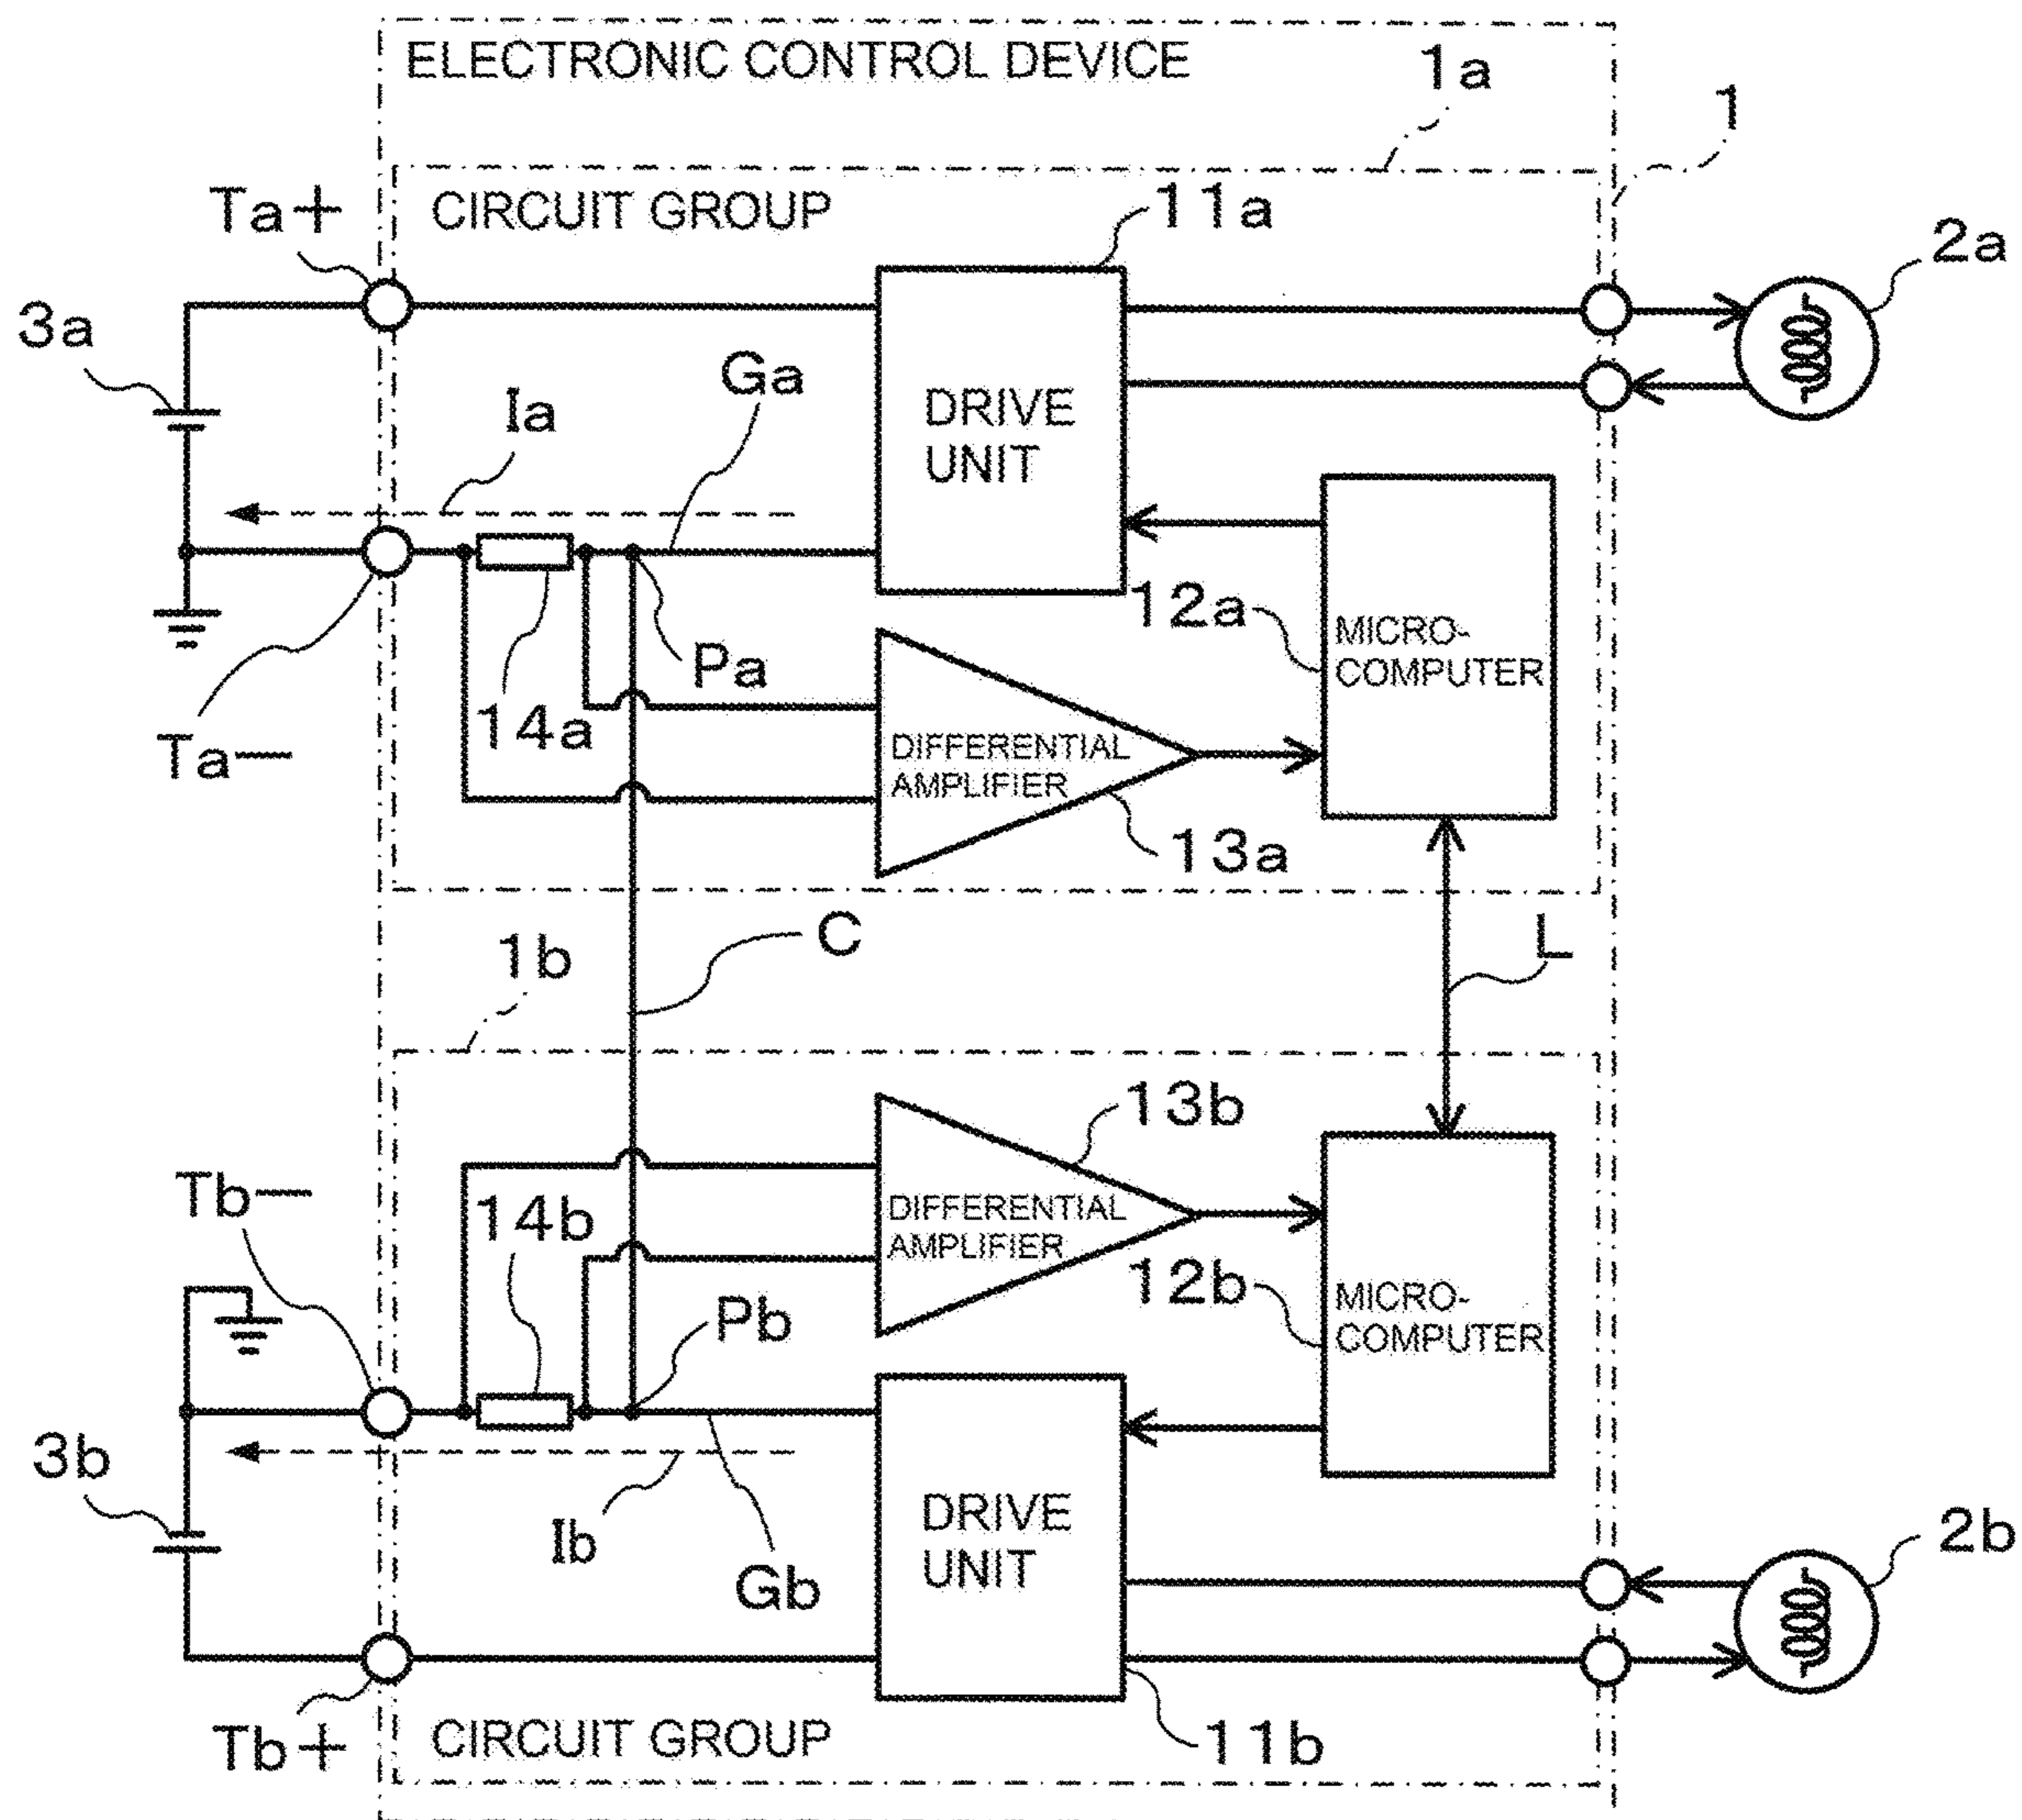 ELECTRONIC CONTROL DEVICE
1a
1
CIRCUIT GROUP
Ta+
11a
2a
3a
Ga
Ia
DRIVE
UNIT
12a
MICRO-
COMPUTER
Pa
14a
Ta—
DIFFERENTIAL
AMPLIFIER
13a
C
L
1b
13b
Tb—
14b
DIFFERENTIAL
AMPLIFIER
12b
MICRO-
COMPUTER
Pb
3b
Ib
Gb
DRIVE
UNIT
2b
Tb+
CIRCUIT GROUP
11b